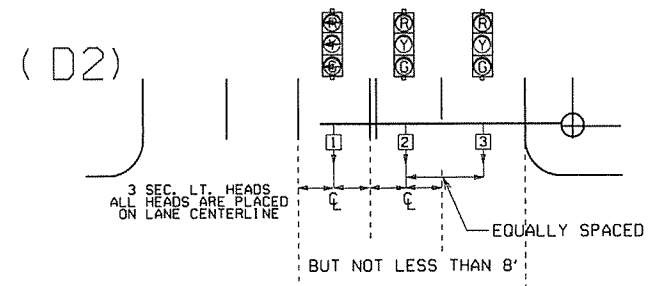 (D2)
R R R
Y Y Y
G G G
1 2 3
3 SEC. LT. HEADS
ALL HEADS ARE PLACED
ON LANE CENTERLINE
℄ ℄
EQUALLY SPACED
BUT NOT LESS THAN 8'